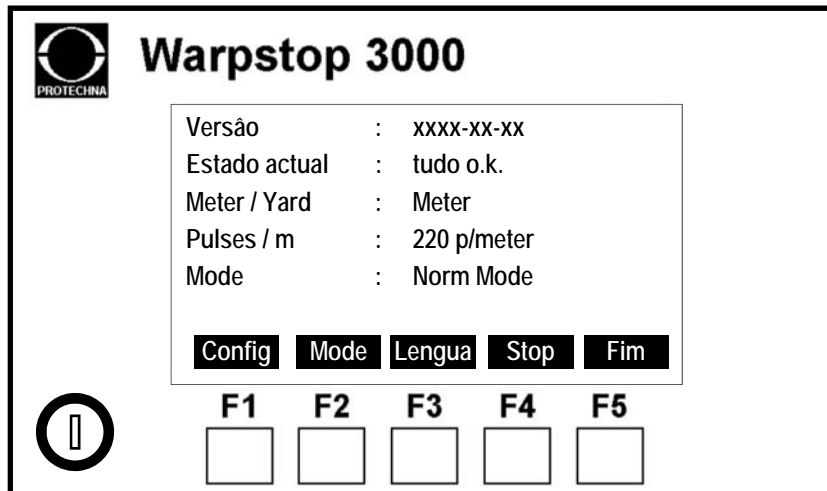 PROTECHNA
Warpstop 3000
Versâo : xxxx-xx-xx
Estado actual : tudo o.k.
Meter / Yard : Meter
Pulses / m : 220 p/meter
Mode : Norm Mode
Config Mode Lengua Stop Fim
F1 F2 F3 F4 F5